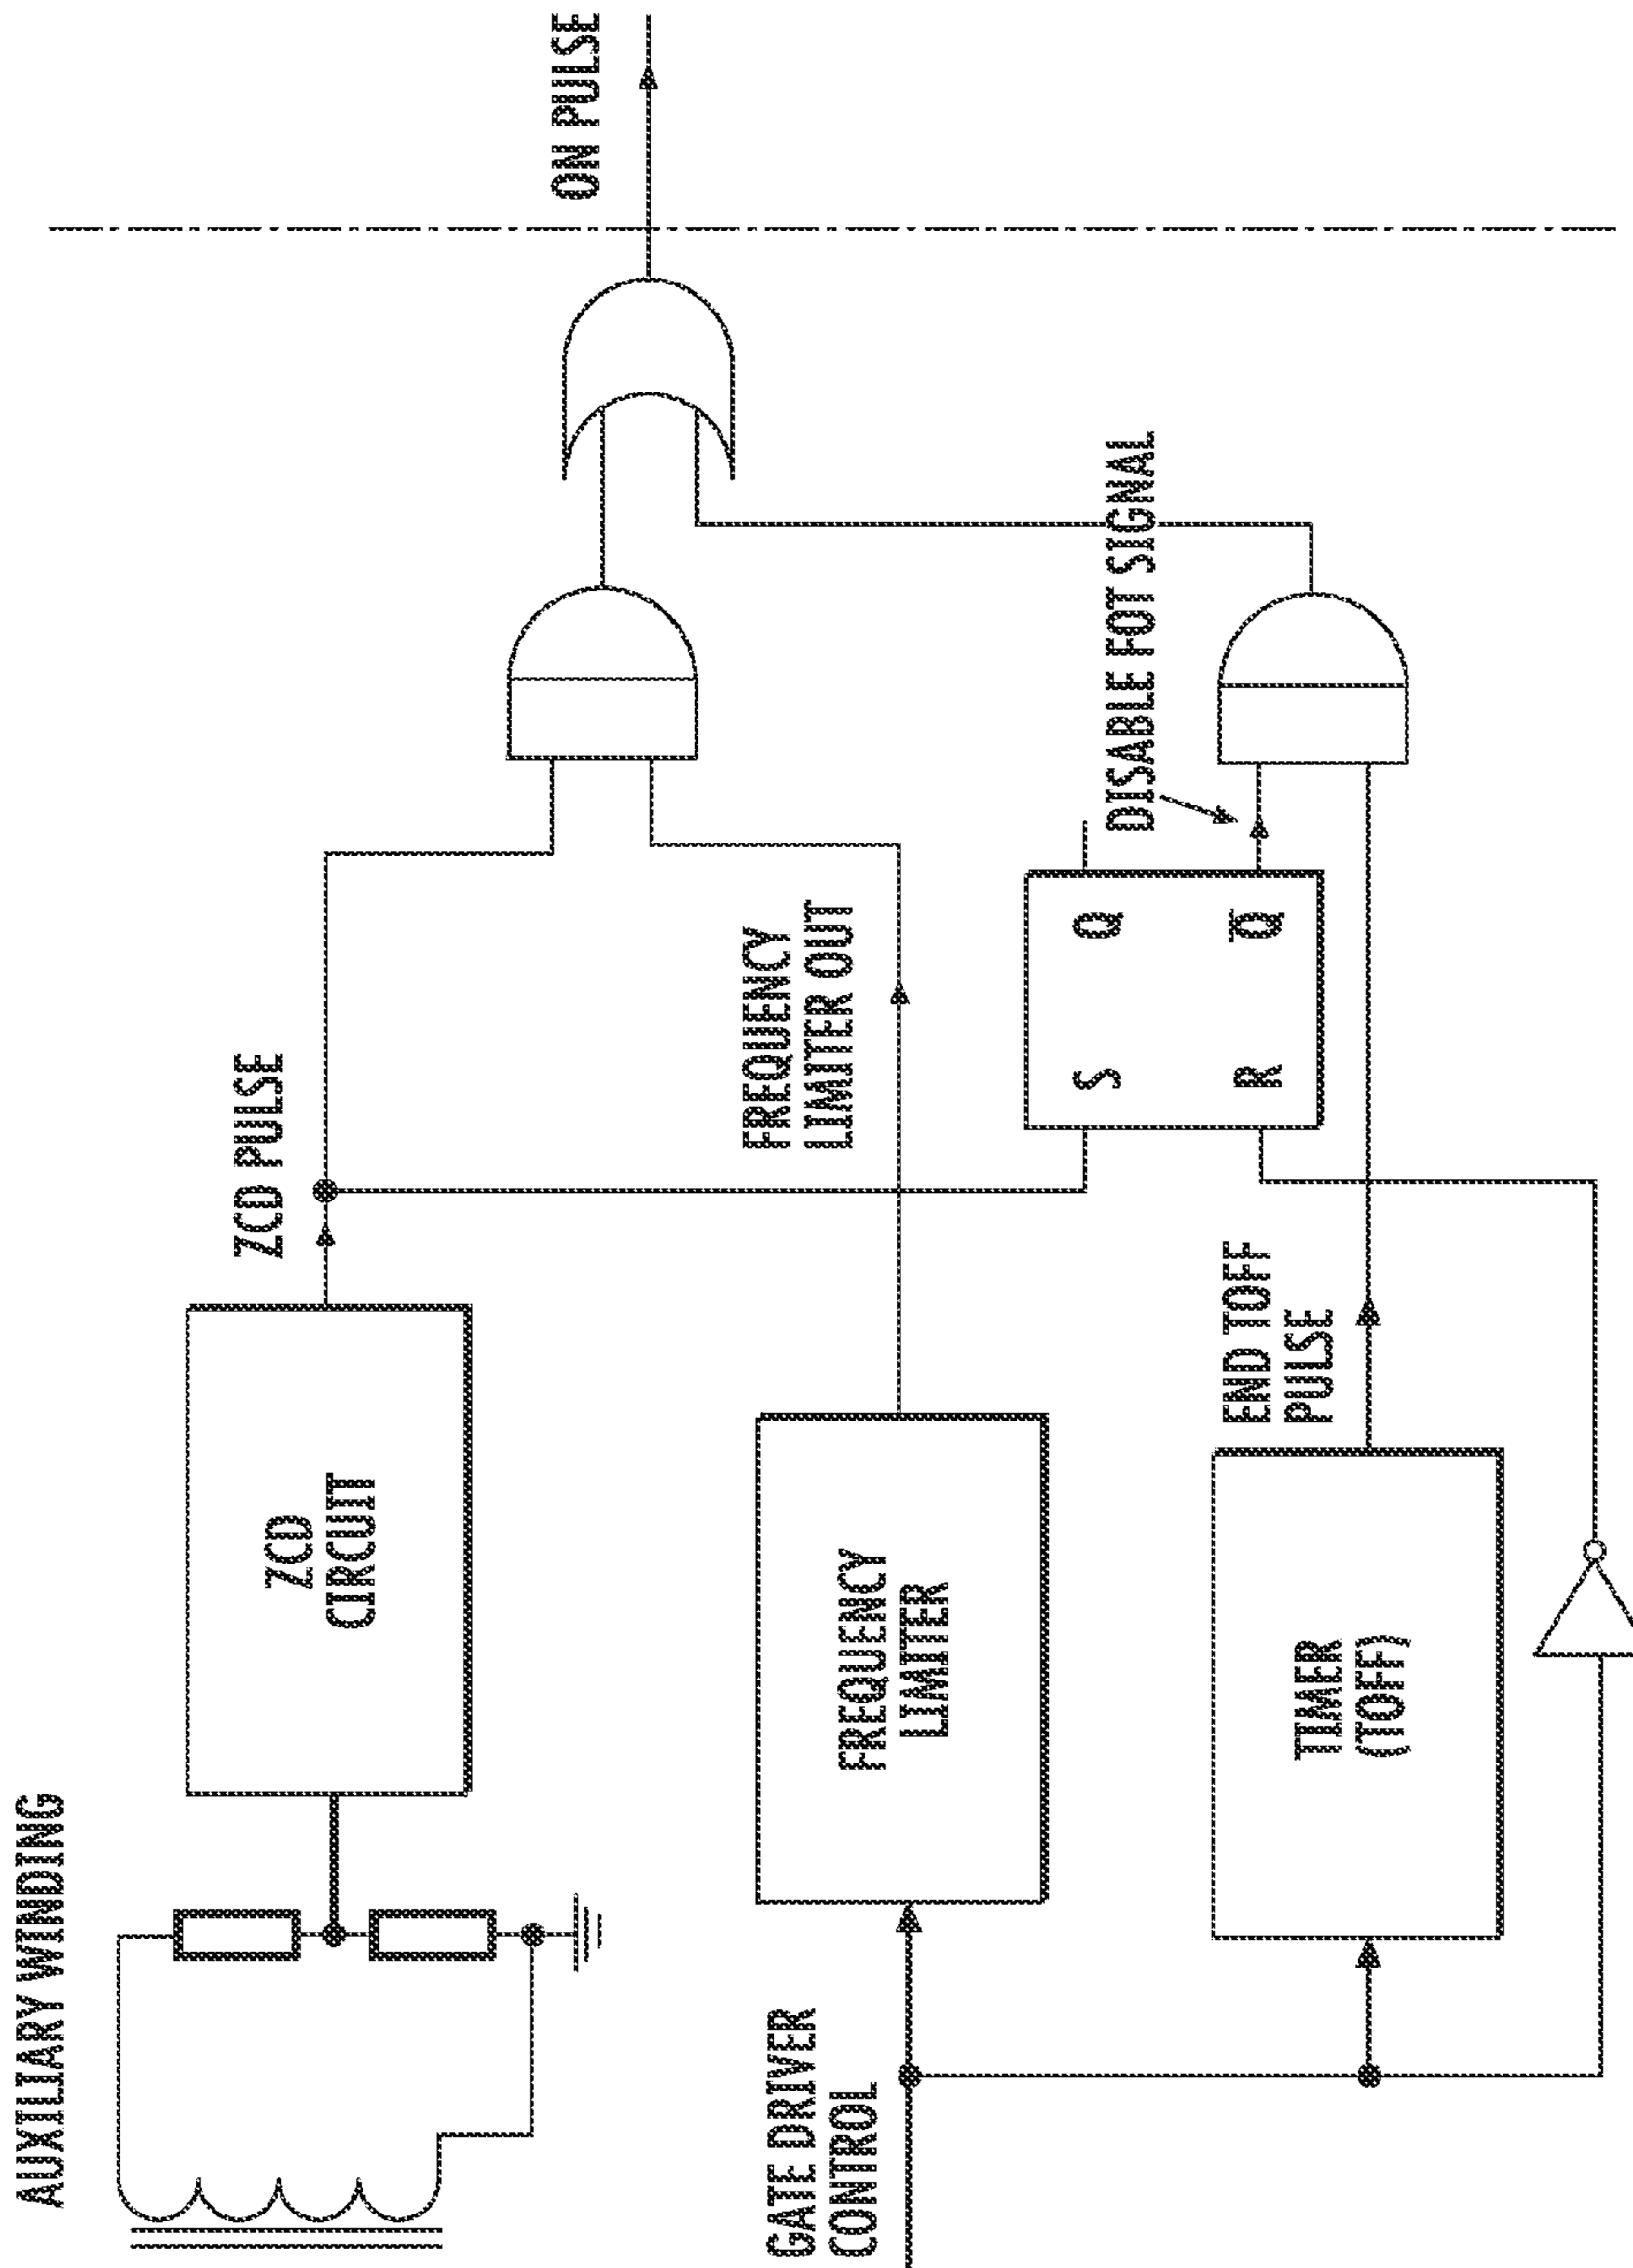 AUXILIARY WINDING
ZCD
CIRCUIT
ZCD PULSE
ON PULSE
GATE DRIVER
CONTROL
FREQUENCY
LIMITER
FREQUENCY
LIMITER OUT
S
Q
R
Q̅
DISABLE FOT SIGNAL
TIMER
(TOFF)
END TOFF
PULSE